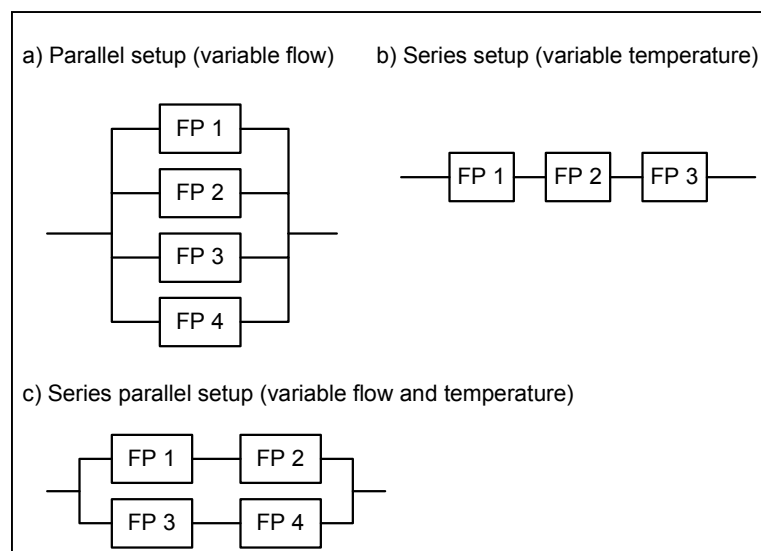 a) Parallel setup (variable flow)
FP 1
FP 2
FP 3
FP 4
b) Series setup (variable temperature)
FP 1 FP 2 FP 3
c) Series parallel setup (variable flow and temperature)
FP 1 FP 2
FP 3 FP 4